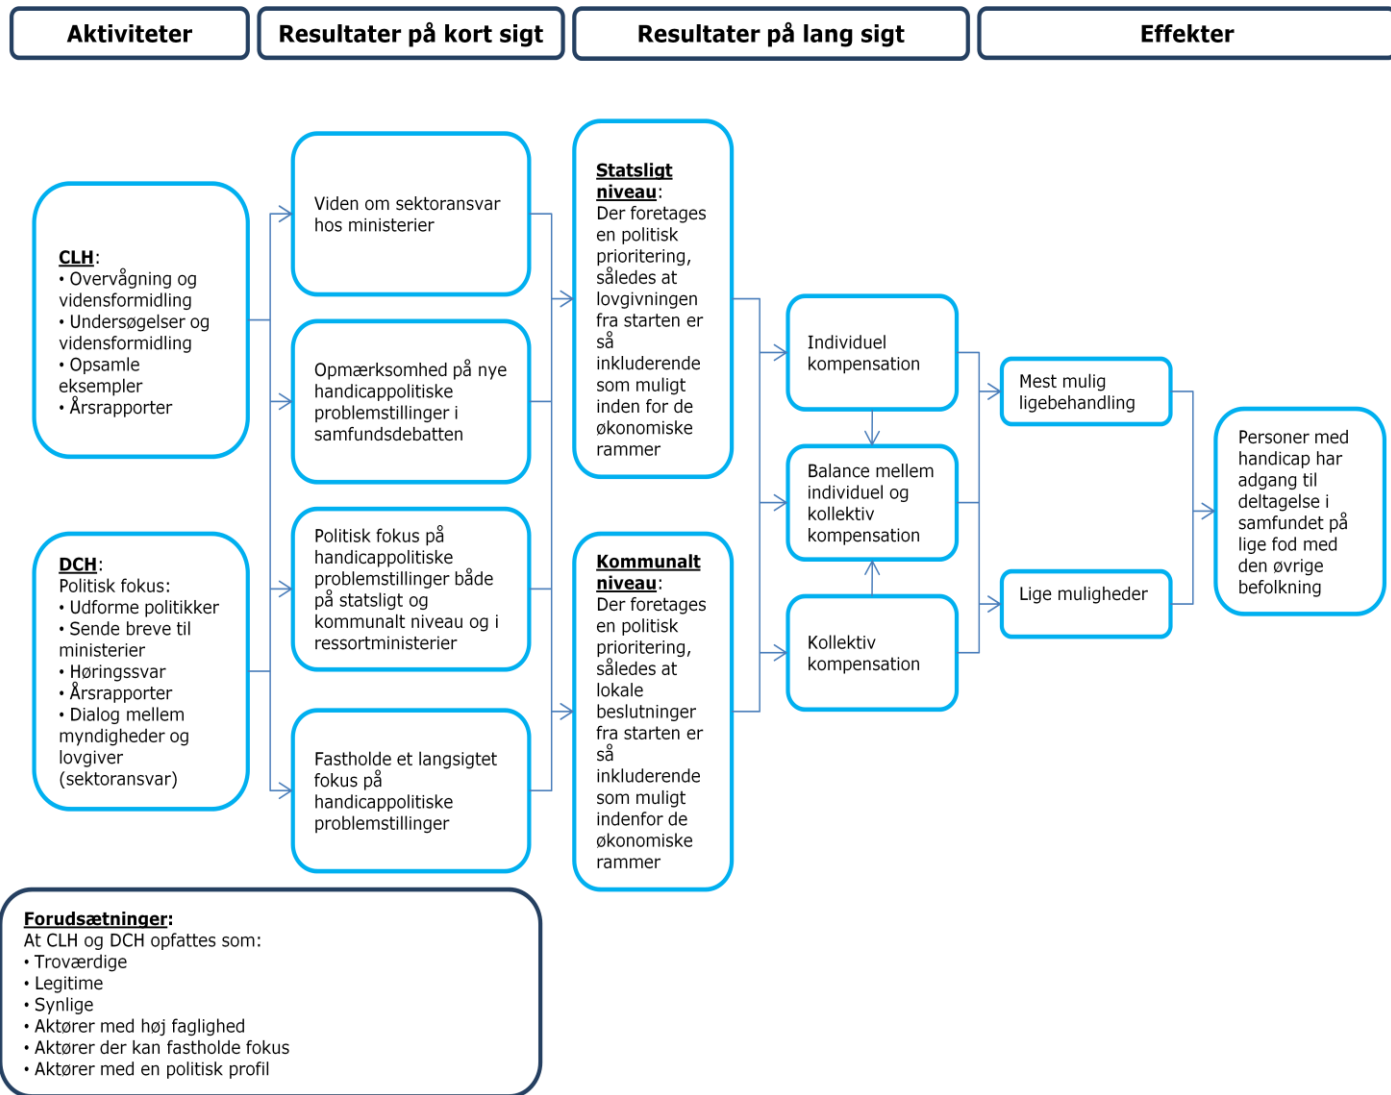 Aktiviteter
Resultater på kort sigt
Resultater på lang sigt
Effekter
CLH:
• Overvågning og
vidensformidling
• Undersøgelser og
vidensformidling
• Opsamle
eksempler
• Årsrapporter
DCH:
Politisk fokus:
• Udforme politikker
• Sende breve til
ministerier
• Høringssvar
• Årsrapporter
• Dialog mellem
myndigheder og
lovgiver
(sektoransvar)
Viden om sektoransvar
hos ministerier
Opmærksomhed på nye
handicappolitiske
problemstillinger i
samfundsdebatten
Politisk fokus på
handicappolitiske
problemstillinger både
på statsligt og
kommunalt niveau og i
ressortministerier
Fastholde et langsigtet
fokus på
handicappolitiske
problemstillinger
Statsligt
niveau:
Der foretages
en politisk
prioritering,
således at
lovgivningen
fra starten er
så
inkluderende
som muligt
inden for de
økonomiske
rammer
Kommunalt
niveau:
Der foretages
en politisk
prioritering,
således at
lokale
beslutninger
fra starten er
så
inkluderende
som muligt
indenfor de
økonomiske
rammer
Individuel
kompensation
Balance mellem
individuel og
kollektiv
kompensation
Kollektiv
kompensation
Mest mulig
ligebehandling
Lige muligheder
Personer med
handicap har
adgang til
deltagelse i
samfundet på
lige fod med
den øvrige
befolkning
Forudsætninger:
At CLH og DCH opfattes som:
• Troværdige
• Legitime
• Synlige
• Aktører med høj faglighed
• Aktører der kan fastholde fokus
• Aktører med en politisk profil